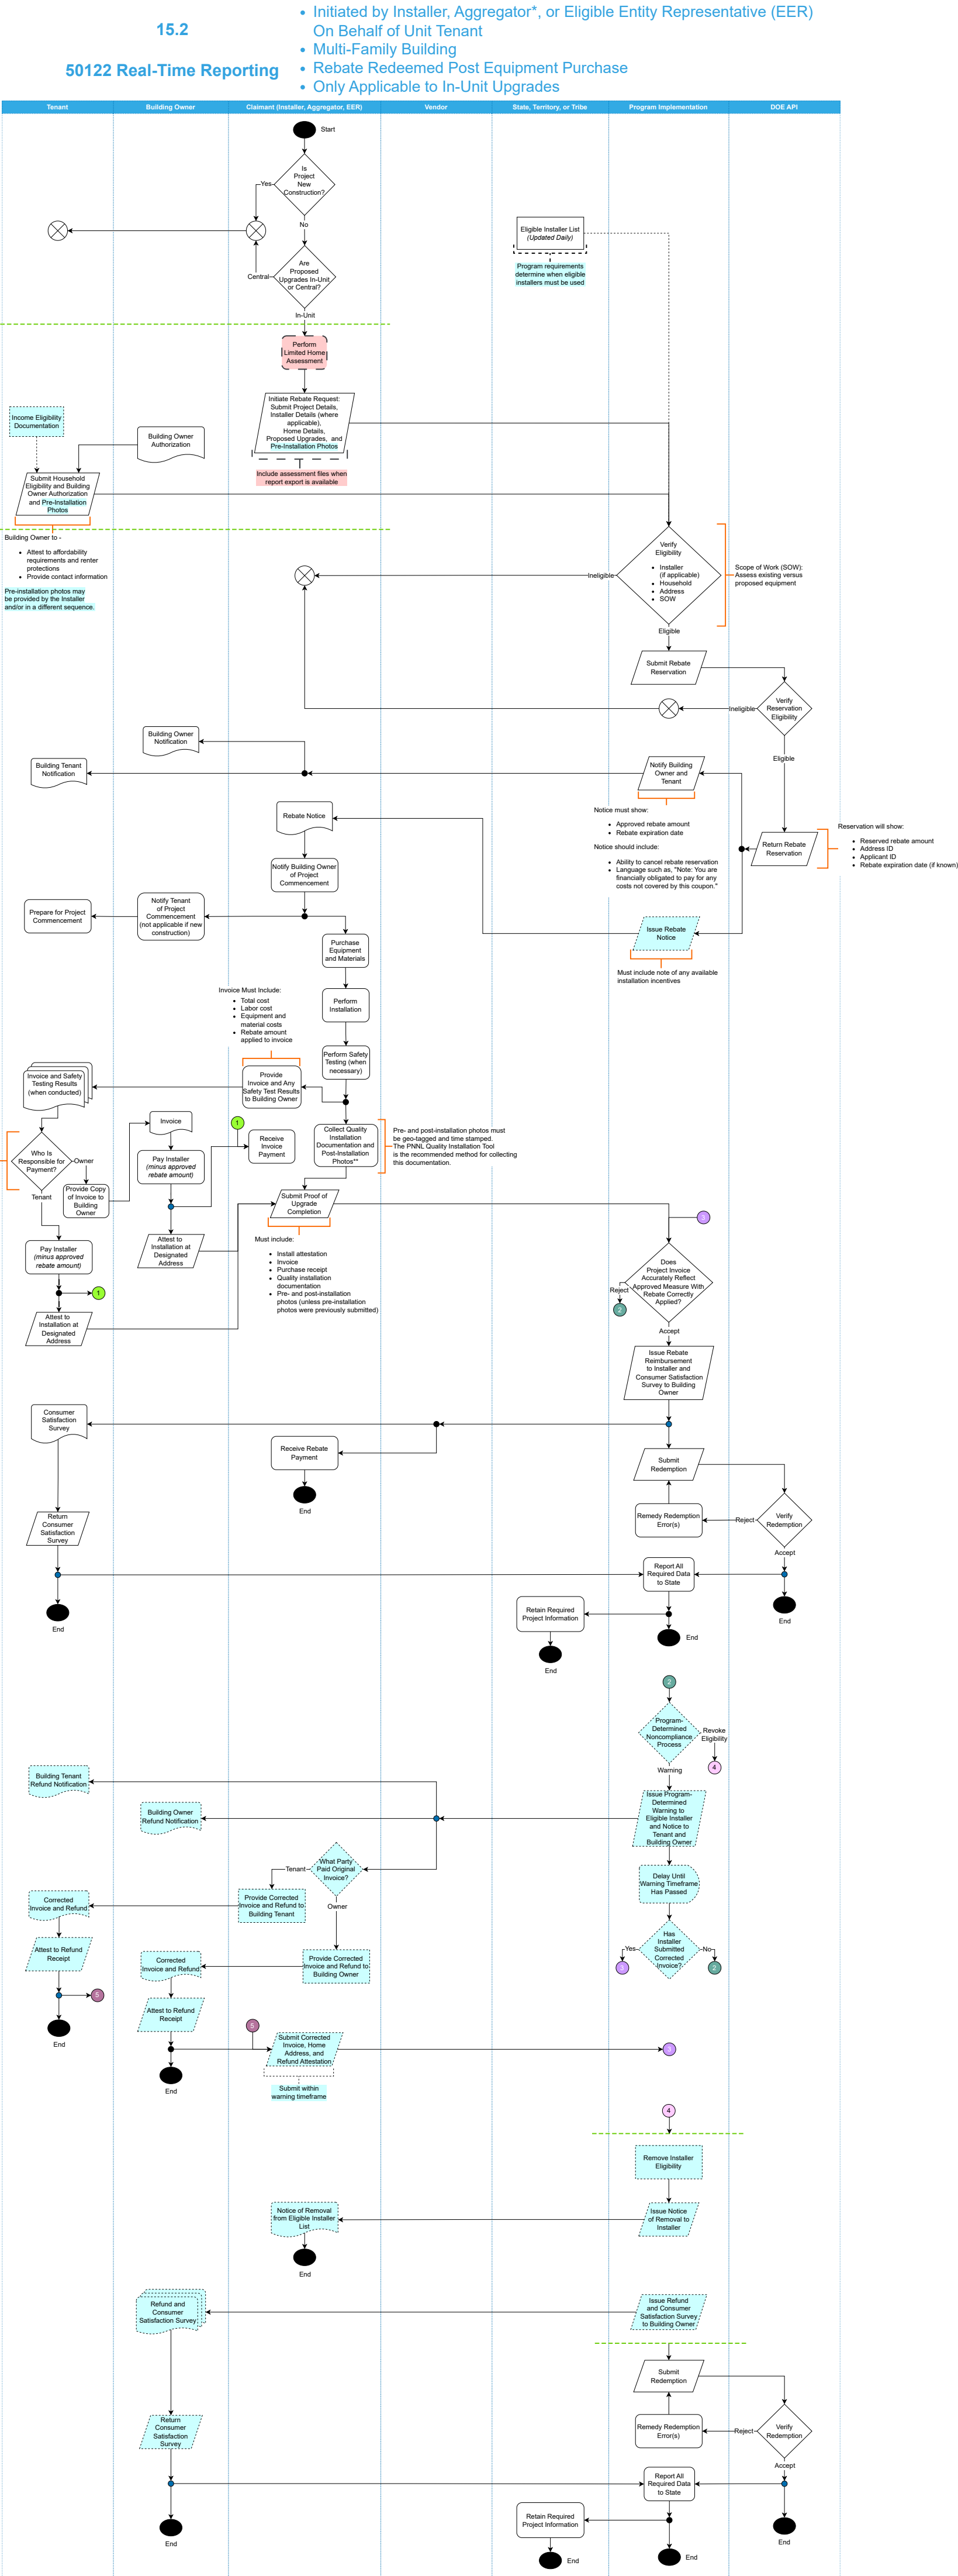 15.2
50122 Real-Time Reporting
• Initiated by Installer, Aggregator*, or Eligible Entity Representative (EER)
On Behalf of Unit Tenant
• Multi-Family Building
• Rebate Redeemed Post Equipment Purchase
• Only Applicable to In-Unit Upgrades
Tenant
Building Owner
Claimant (Installer, Aggregator, EER)
Vendor
State, Territory, or Tribe
Program Implementation
DOE API
Start
Is
Project
New
Construction?
Yes
No
Are
Proposed
Upgrades In-Unit
or Central?
Central
In-Unit
Eligible Installer List
(Updated Daily)
Program requirements
determine when eligible
installers must be used
Perform
Limited Home
Assessment
Initiate Rebate Request:
Submit Project Details,
Installer Details (where
applicable),
Home Details,
Proposed Upgrades, and
Pre-Installation Photos
Include assessment files when
report export is available
Income Eligibility
Documentation
Building Owner
Authorization
Submit Household
Eligibility and Building
Owner Authorization
and Pre-Installation
Photos
Building Owner to -
• Attest to affordability
requirements and renter
protections
• Provide contact information
Pre-installation photos may
be provided by the Installer
and/or in a different sequence.
Verify
Eligibility
• Installer
(if applicable)
• Household
• Address
• SOW
Ineligible
Eligible
Scope of Work (SOW):
Assess existing versus
proposed equipment
Submit Rebate
Reservation
Verify
Reservation
Eligibility
Ineligible
Eligible
Building Owner
Notification
Building Tenant
Notification
Notify Building
Owner and
Tenant
Notice must show:
• Approved rebate amount
• Rebate expiration date
Notice should include:
• Ability to cancel rebate reservation
• Language such as, "Note: You are
financially obligated to pay for any
costs not covered by this coupon."
Return Rebate
Reservation
Reservation will show:
• Reserved rebate amount
• Address ID
• Applicant ID
• Rebate expiration date (if known)
Rebate Notice
Notify Building Owner
of Project
Commencement
Prepare for Project
Commencement
Notify Tenant
of Project
Commencement
(not applicable if new
construction)
Issue Rebate
Notice
Must include note of any available
installation incentives
Purchase
Equipment
and Materials
Perform
Installation
Perform Safety
Testing (when
necessary)
Invoice Must Include:
• Total cost
• Labor cost
• Equipment and
material costs
• Rebate amount
applied to invoice
Provide
Invoice and Any
Safety Test Results
to Building Owner
Invoice and Safety
Testing Results
(when conducted)
Who Is
Responsible for
Payment?
Owner
Tenant
Provide Copy
of Invoice to
Building
Owner
Invoice
Pay Installer
(minus approved
rebate amount)
1
Receive
Invoice
Payment
Collect Quality
Installation
Documentation and
Post-Installation
Photos**
Pre- and post-installation photos must
be geo-tagged and time stamped.
The PNNL Quality Installation Tool
is the recommended method for collecting
this documentation.
Submit Proof of
Upgrade
Completion
Must include:
• Install attestation
• Invoice
• Purchase receipt
• Quality installation
documentation
• Pre- and post-installation
photos (unless pre-installation
photos were previously submitted)
Attest to
Installation at
Designated
Address
Pay Installer
(minus approved
rebate amount)
1
Attest to
Installation at
Designated
Address
3
Does
Project Invoice
Accurately Reflect
Approved Measure With
Rebate Correctly
Applied?
Reject
2
Accept
Issue Rebate
Reimbursement
to Installer and
Consumer Satisfaction
Survey to Building
Owner
Consumer
Satisfaction
Survey
Receive Rebate
Payment
End
Submit
Redemption
Remedy Redemption
Error(s)
Reject
Verify
Redemption
Accept
Return
Consumer
Satisfaction
Survey
End
Report All
Required Data
to State
Retain Required
Project Information
End
End
End
2
Program-
Determined
Noncompliance
Process
Revoke
Eligibility
4
Warning
Issue Program-
Determined
Warning to
Eligible Installer
and Notice to
Tenant and
Building Owner
Building Tenant
Refund Notification
Building Owner
Refund Notification
What Party
Paid Original
Invoice?
Tenant
Owner
Provide Corrected
Invoice and Refund to
Building Tenant
Provide Corrected
Invoice and Refund to
Building Owner
Delay Until
Warning Timeframe
Has Passed
Has
Installer
Submitted
Corrected
Invoice?
Yes
No
3
2
Corrected
Invoice and Refund
Attest to Refund
Receipt
5
End
Corrected
Invoice and Refund
Attest to Refund
Receipt
End
5
Submit Corrected
Invoice, Home
Address, and
Refund Attestation
Submit within
warning timeframe
3
4
Remove Installer
Eligibility
Issue Notice
of Removal to
Installer
Notice of Removal
from Eligible Installer
List
End
Refund and
Consumer
Satisfaction Survey
Issue Refund
and Consumer
Satisfaction Survey
to Building Owner
Submit
Redemption
Remedy Redemption
Error(s)
Reject
Verify
Redemption
Accept
Return
Consumer
Satisfaction
Survey
End
Report All
Required Data
to State
Retain Required
Project Information
End
End
End